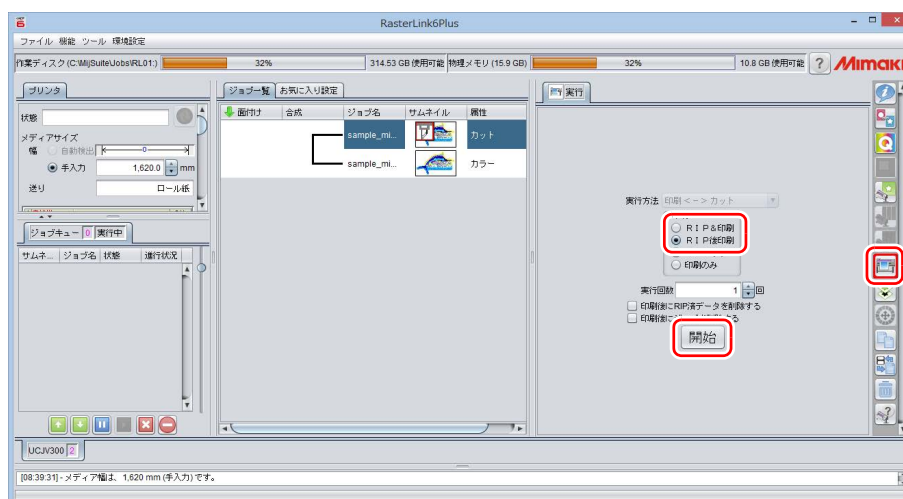 RasterLink6Plus
ファイル 機能 ツール 環境設定
作業ディスク (C:\MijSuite\Jobs\RL01:) 32% 314.53 GB 使用可能 物理メモリ (15.9 GB) 32% 10.8 GB 使用可能 ? Mimaki
プリンタ
状態
メディアサイズ
幅 自動検出 0
手入力 1,620.0 mm
送り ロール紙
ジョブキュー 0 実行中
サムネ... ジョブ名 状態 進行状況
ジョブ一覧 お気に入り設定
面付け 合成 ジョブ名 サムネイル 属性
sample_mi... カット
sample_mi... カラー
実行
実行方法 印刷<->カット
RIP&印刷
RIP後印刷
印刷のみ
実行回数 1 回
印刷後にRIP済データを削除する
印刷後に
開始
UCJV300 2
[08:39:31] - メディア幅は、1,620 mm (手入力) です。